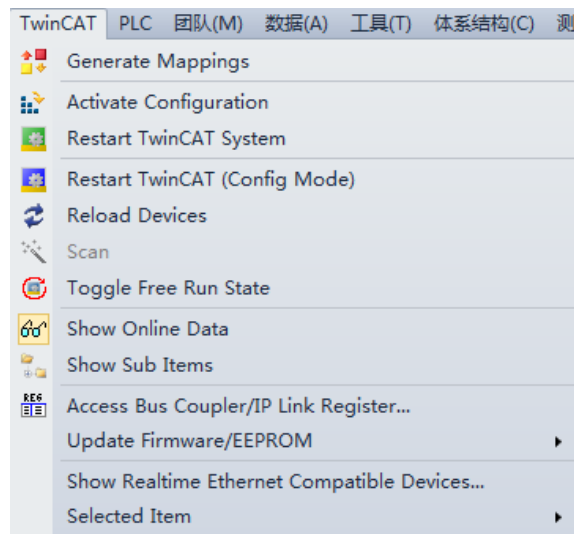 TwinCAT PLC 团队(M) 数据(A) 工具(T) 体系结构(C) 测
Generate Mappings
Activate Configuration
Restart TwinCAT System
Restart TwinCAT (Config Mode)
Reload Devices
Scan
Toggle Free Run State
Show Online Data
Show Sub Items
REG
Access Bus Coupler/IP Link Register...
Update Firmware/EEPROM
Show Realtime Ethernet Compatible Devices...
Selected Item